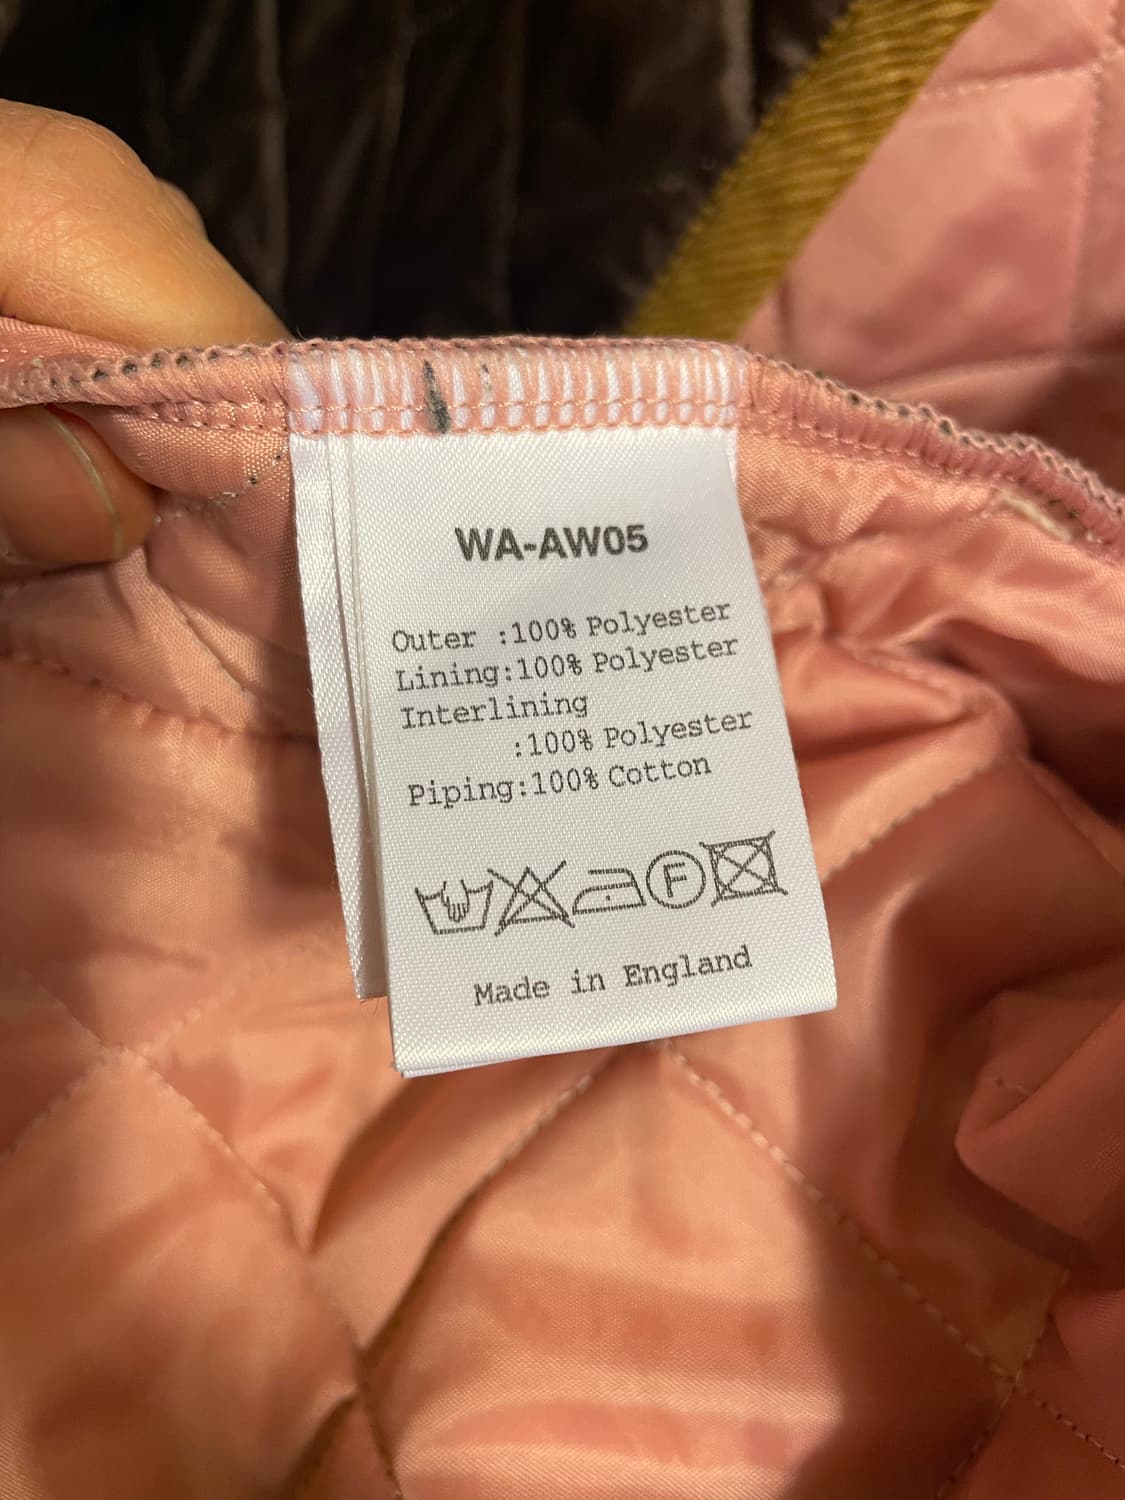 WA-AW05
Outer :100% Polyester
Lining:100% Polyester
Interlining
:100% Polyester
Piping:100% Cotton
F
Made in England